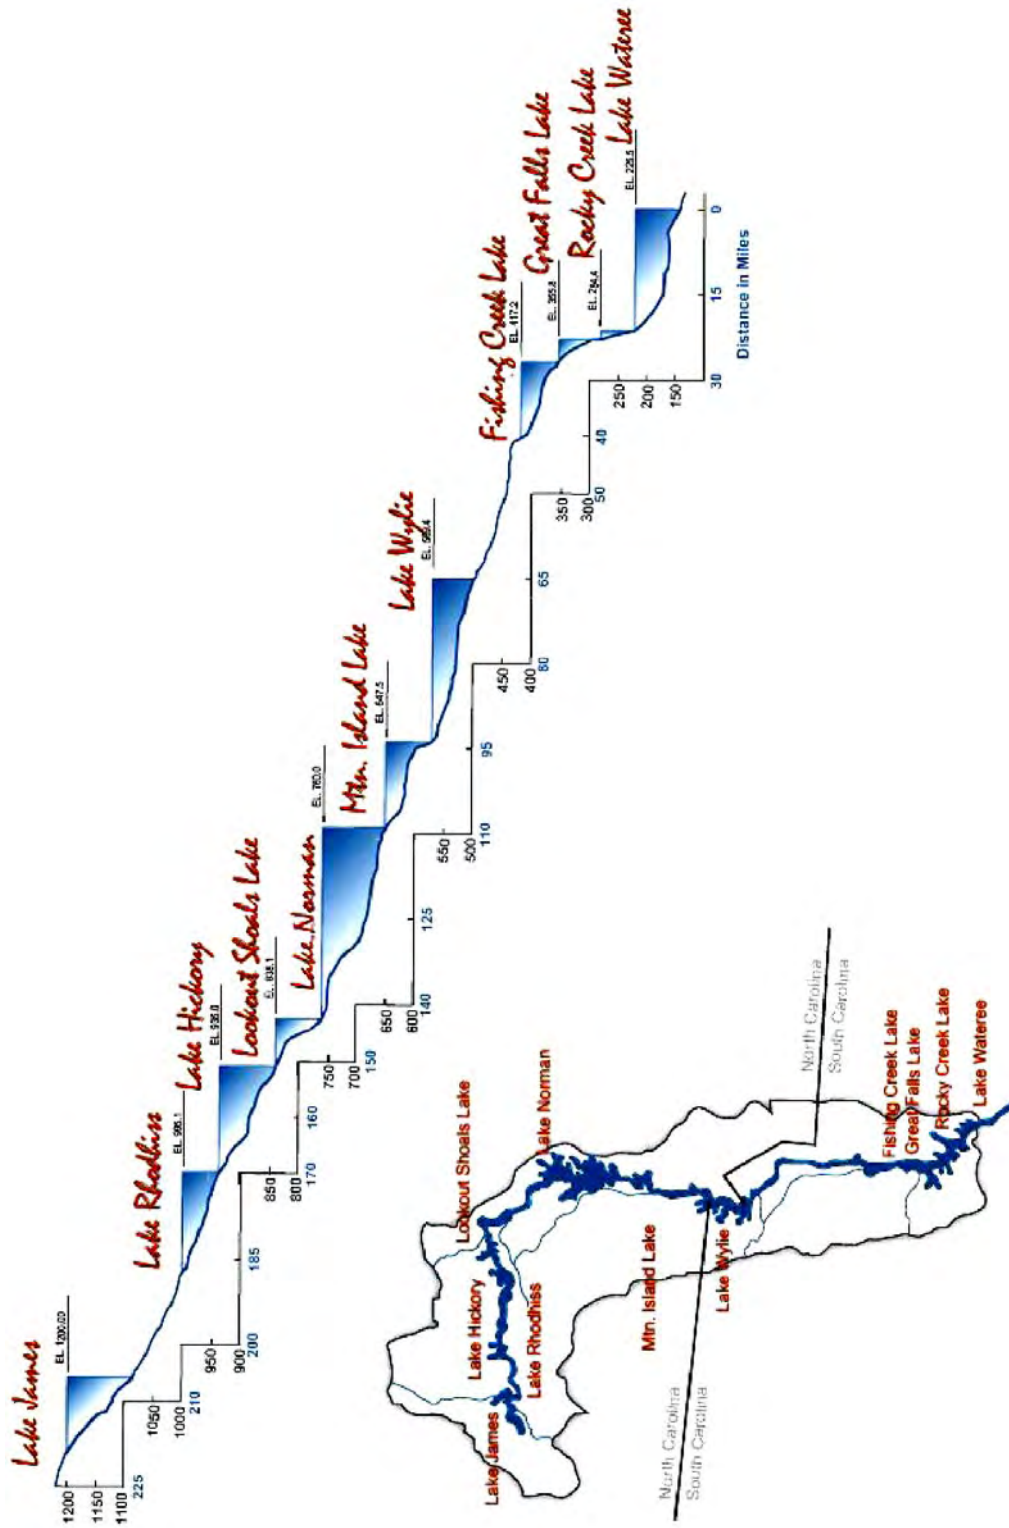 Lake James
EL. 1200.00
Lake Rhodhiss
EL. 995.1
Lake Hickory
EL. 935.0
Lookout Shoals Lake
EL. 838.1
Lake Norman
EL. 760.0
Mtn. Island Lake
EL. 647.5
Lake Wylie
EL. 569.4
Fishing Creek Lake
EL. 417.2
Great Falls Lake
EL. 355.8
Rocky Creek Lake
EL. 284.4
Lake Wateree
EL. 225.5
1200
1150
1100
225
1050
1000
210
950
900
200
185
850
800
170
160
750
700
150
650
600
140
125
550
500
110
95
450
400
80
65
350
300
50
40
250
200
150
30
15
0
Distance in Miles
Lake James
Lake Hickory
Lake Rhodhiss
Lookout Shoals Lake
Lake Norman
Mtn. Island Lake
Lake Wylie
North Carolina
South Carolina
North Carolina
South Carolina
Fishing Creek Lake
Great Falls Lake
Rocky Creek Lake
Lake Wateree